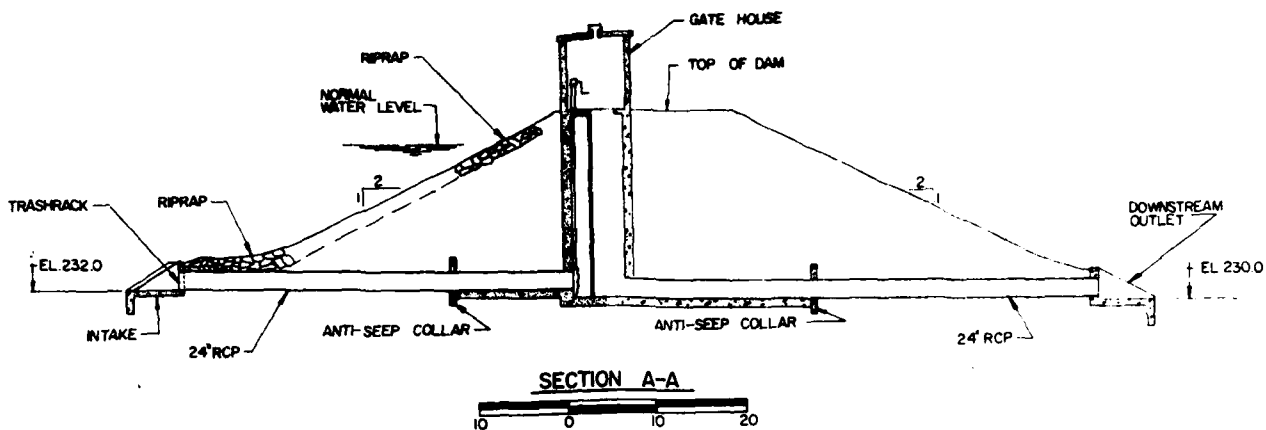 GATE HOUSE
RIPRAP
TOP OF DAM
NORMAL
WATER LEVEL
2
1
2
1
TRASHRACK
RIPRAP
DOWNSTREAM
OUTLET
EL. 232.0
EL 230.0
INTAKE
ANTI-SEEP COLLAR
ANTI-SEEP COLLAR
24" RCP
24" RCP
SECTION A-A
10 0 10 20